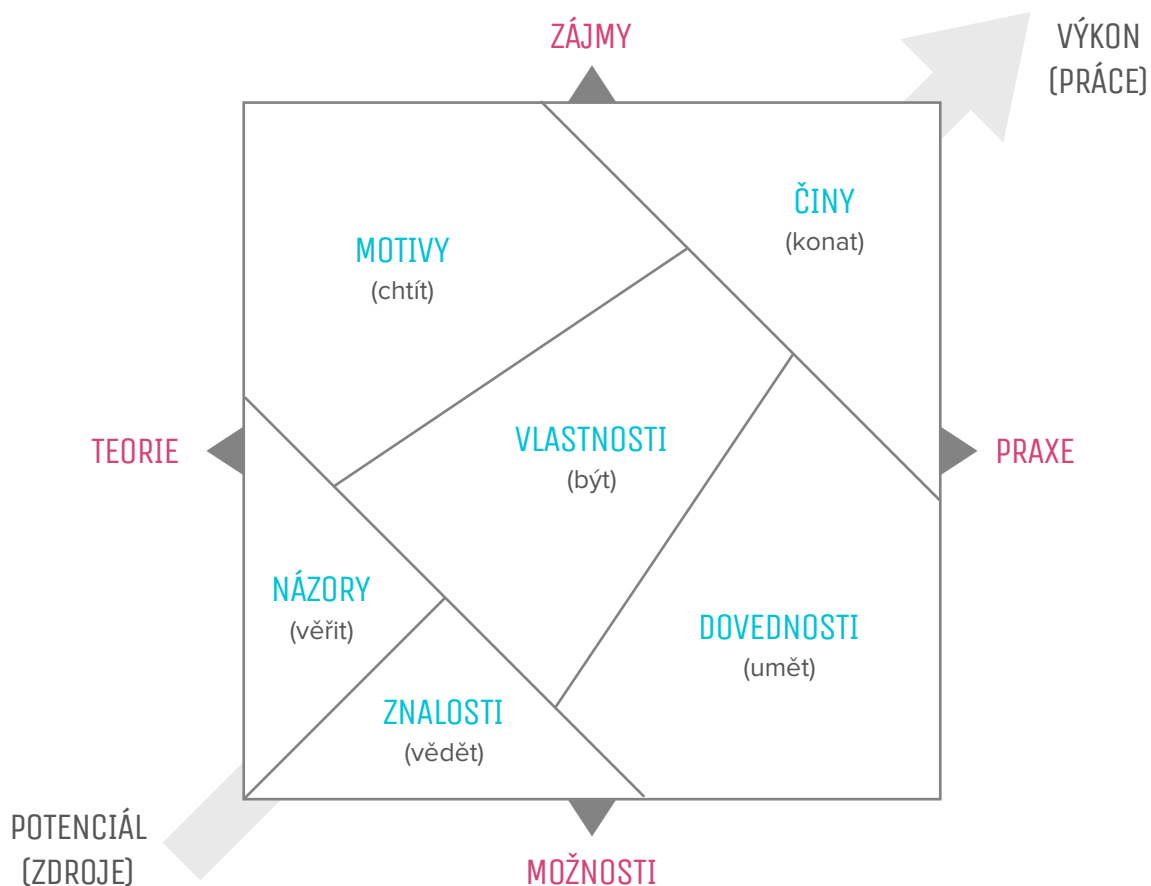 ZÁJMY
VÝKON
(PRÁCE)
ČINY
(konat)
MOTIVY
(chtít)
TEORIE
VLASTNOSTI
(být)
PRAXE
NÁZORY
(věřit)
DOVEDNOSTI
(umět)
ZNALOSTI
(vědět)
POTENCIÁL
(ZDROJE)
MOŽNOSTI